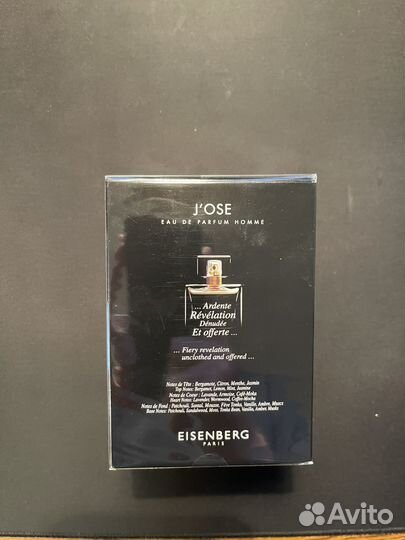 J'OSE
EAU DE PARFUM HOMME
... Ardente
Révélation
Dénudée
Et offerte ...
... Fiery revelation
unclothed and offered ...
Notes de Tête : Bergamote, Citron, Menthe, Jasmin
Top Notes: Bergamot, Lemon, Mint, Jasmine
Notes de Coeur : Lavande, Armoise, Café-Moka
Heart Notes: Lavender, Wormwood, Coffee-Mocha
Notes de Fond : Patchouli, Santal, Mousse, Fève Tonka, Vanille, Ambre, Muscs
Base Notes: Patchouli, Sandalwood, Moss, Tonka Bean, Vanilla, Amber, Musks
EISENBERG
PARIS
Avito